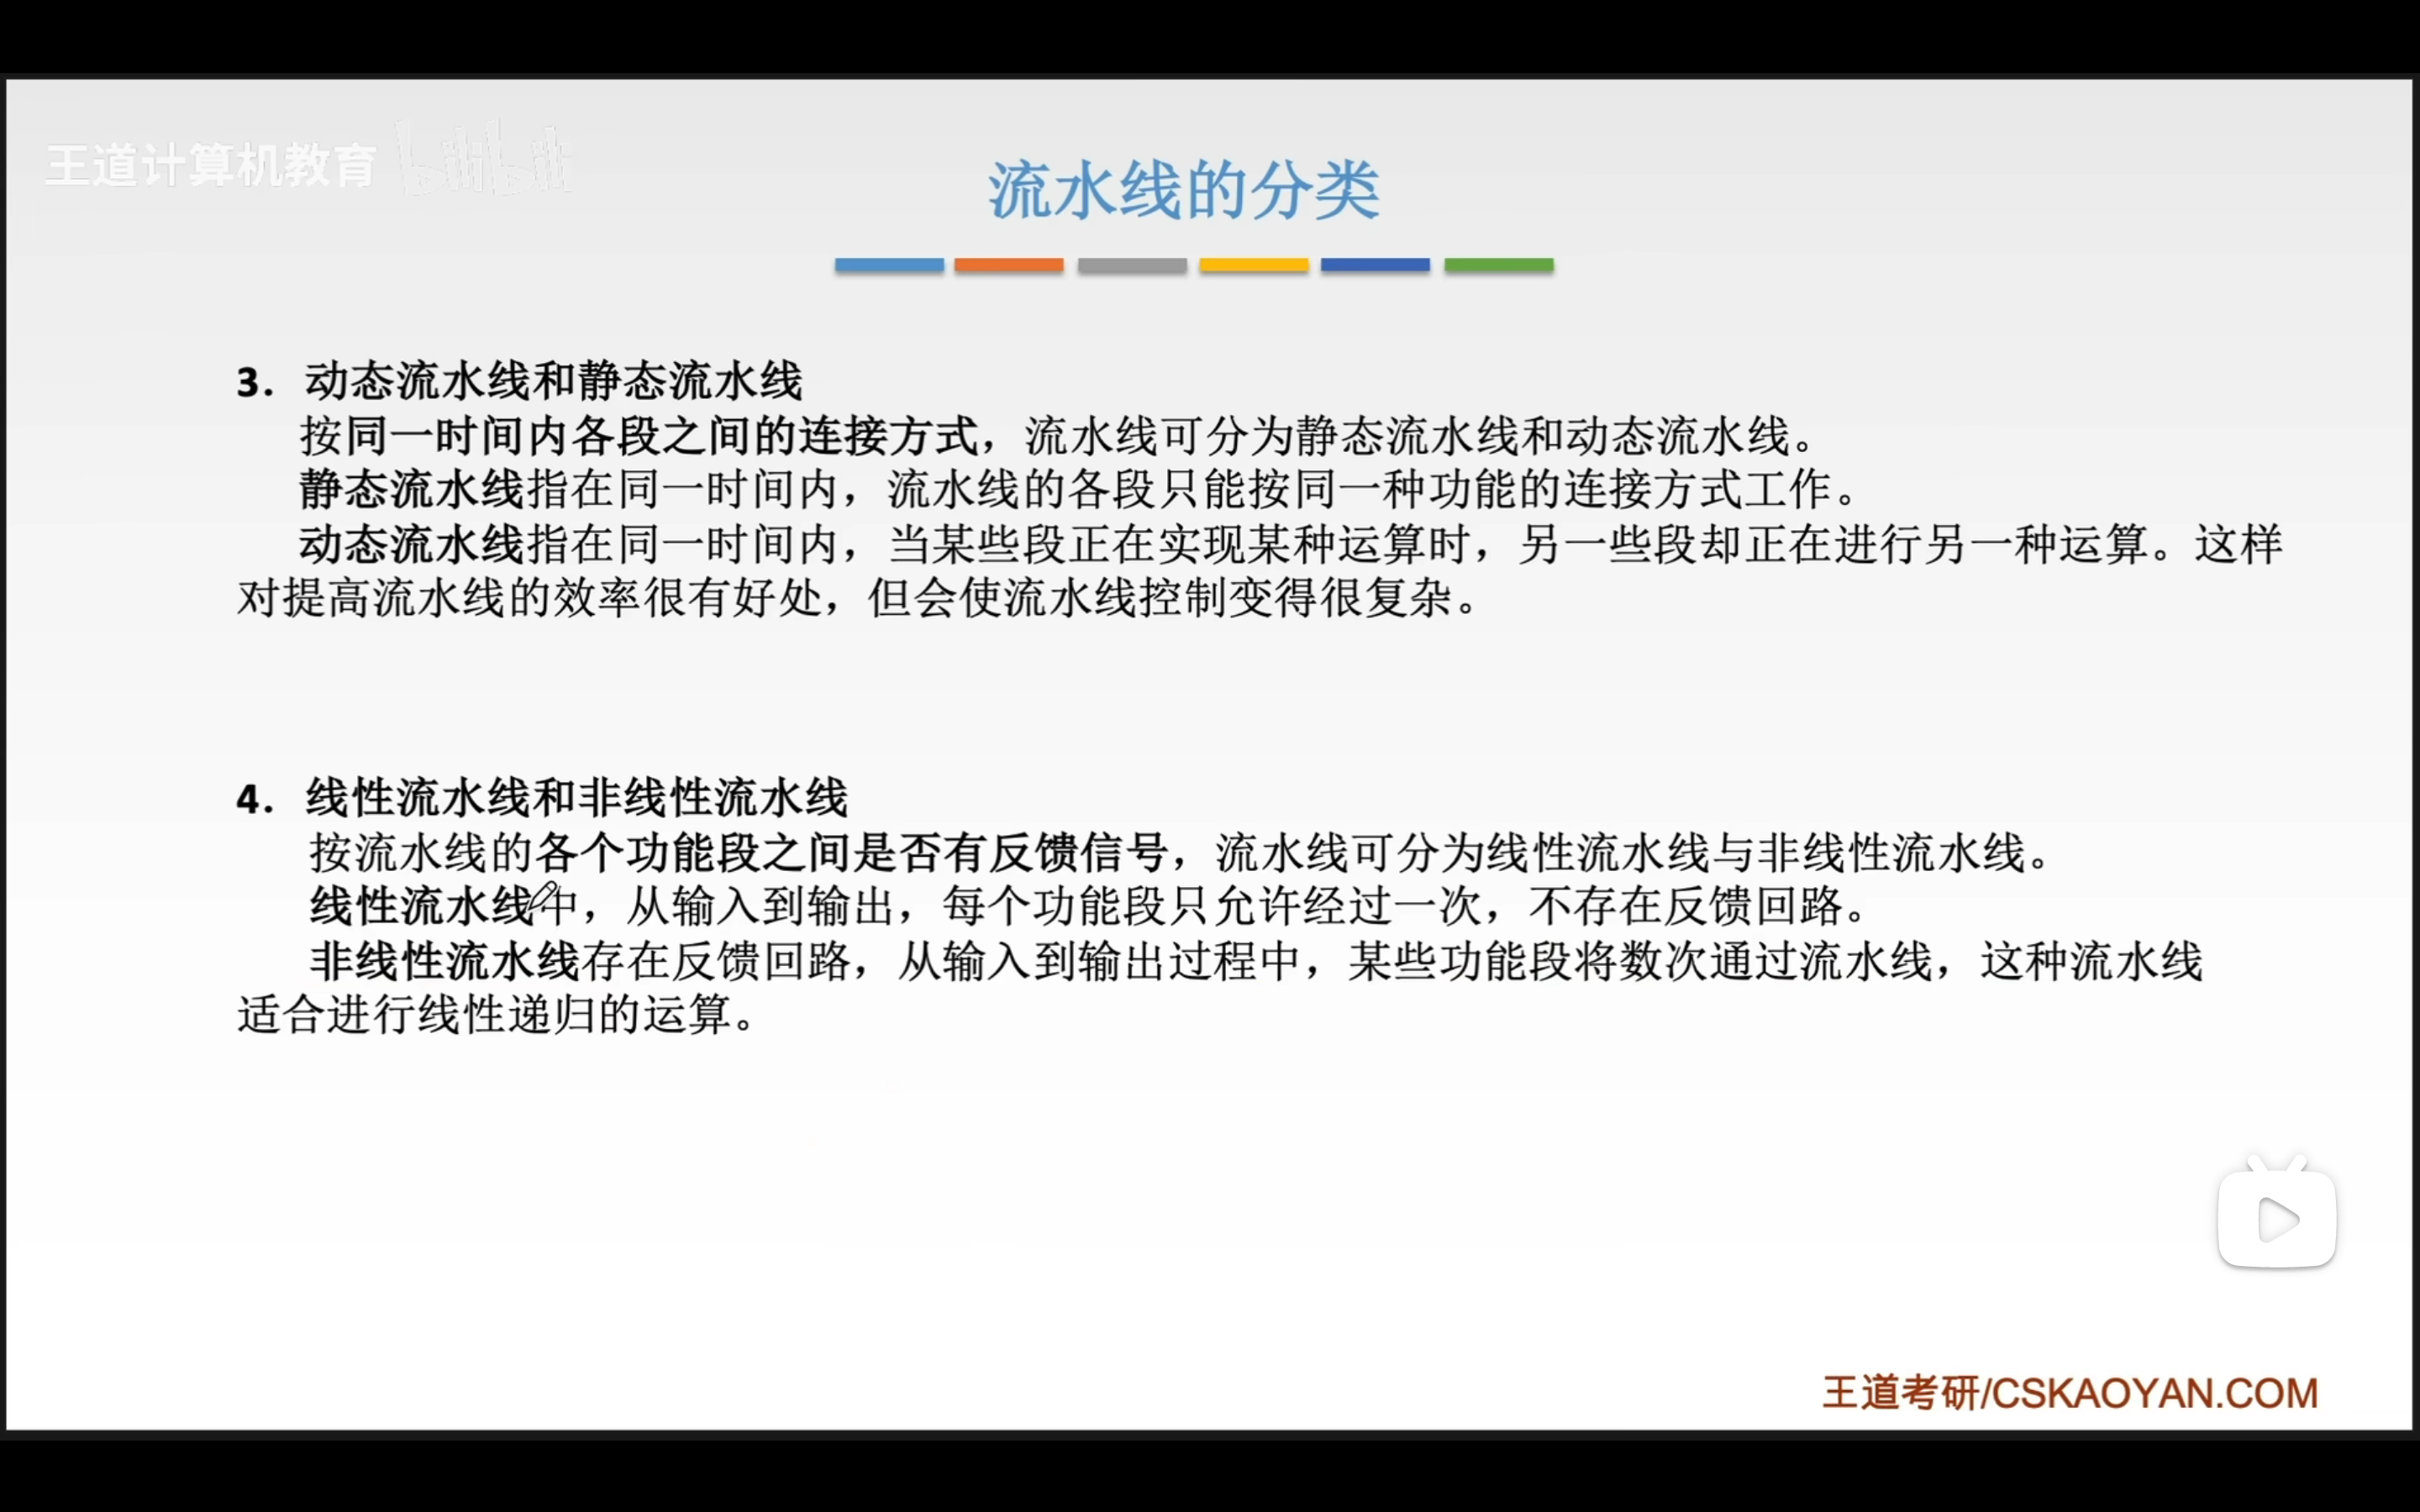 王道计算机教育 bilibili
流水线的分类
3. 动态流水线和静态流水线
按同一时间内各段之间的连接方式，流水线可分为静态流水线和动态流水线。
静态流水线指在同一时间内，流水线的各段只能按同一种功能的连接方式工作。
动态流水线指在同一时间内，当某些段正在实现某种运算时，另一些段却正在进行另一种运算。这样
对提高流水线的效率很有好处，但会使流水线控制变得很复杂。
4. 线性流水线和非线性流水线
按流水线的各个功能段之间是否有反馈信号，流水线可分为线性流水线与非线性流水线。
线性流水线中，从输入到输出，每个功能段只允许经过一次，不存在反馈回路。
非线性流水线存在反馈回路，从输入到输出过程中，某些功能段将数次通过流水线，这种流水线
适合进行线性递归的运算。
王道考研/CSKAOYAN.COM